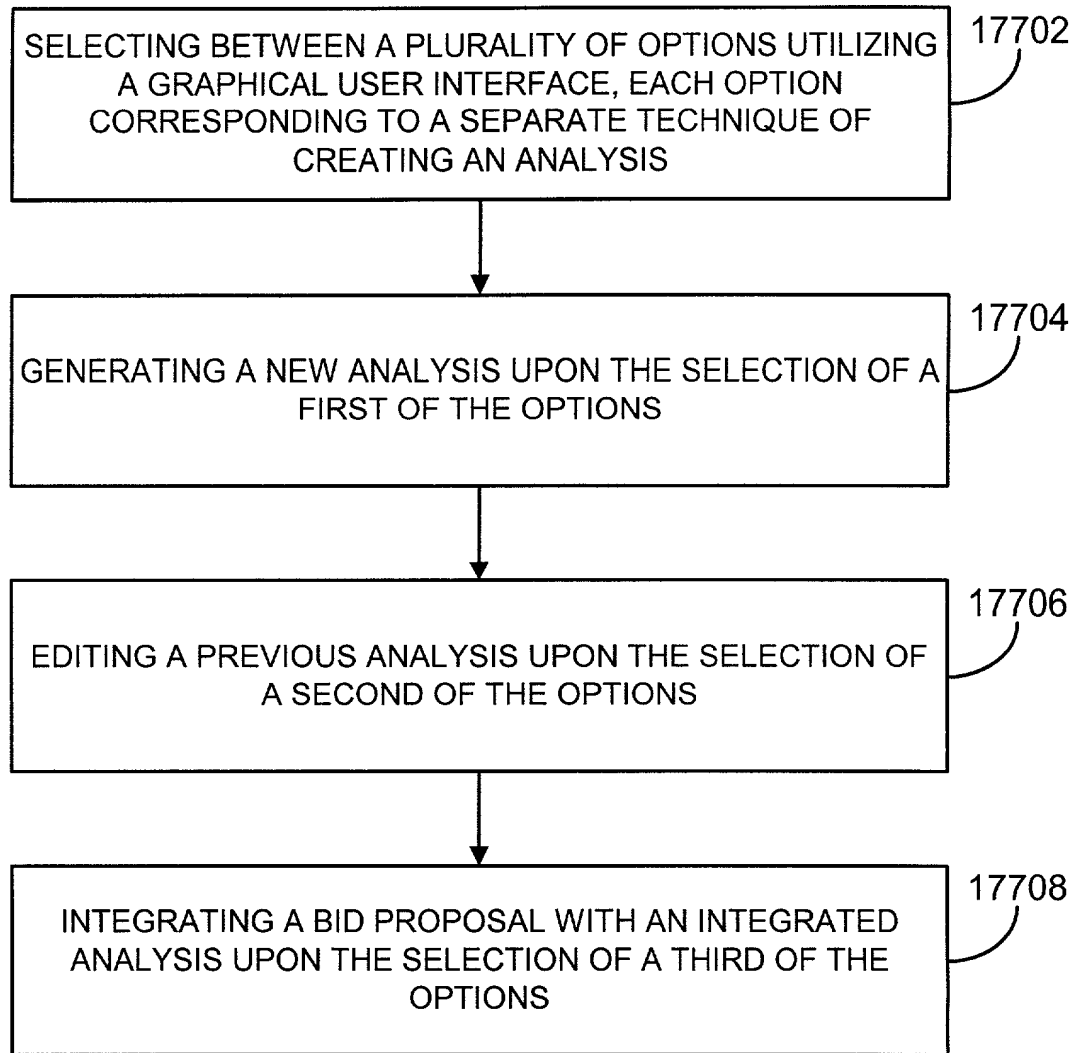 SELECTING BETWEEN A PLURALITY OF OPTIONS UTILIZING
A GRAPHICAL USER INTERFACE, EACH OPTION
CORRESPONDING TO A SEPARATE TECHNIQUE OF
CREATING AN ANALYSIS
17702
GENERATING A NEW ANALYSIS UPON THE SELECTION OF A
FIRST OF THE OPTIONS
17704
EDITING A PREVIOUS ANALYSIS UPON THE SELECTION OF
A SECOND OF THE OPTIONS
17706
INTEGRATING A BID PROPOSAL WITH AN INTEGRATED
ANALYSIS UPON THE SELECTION OF A THIRD OF THE
OPTIONS
17708